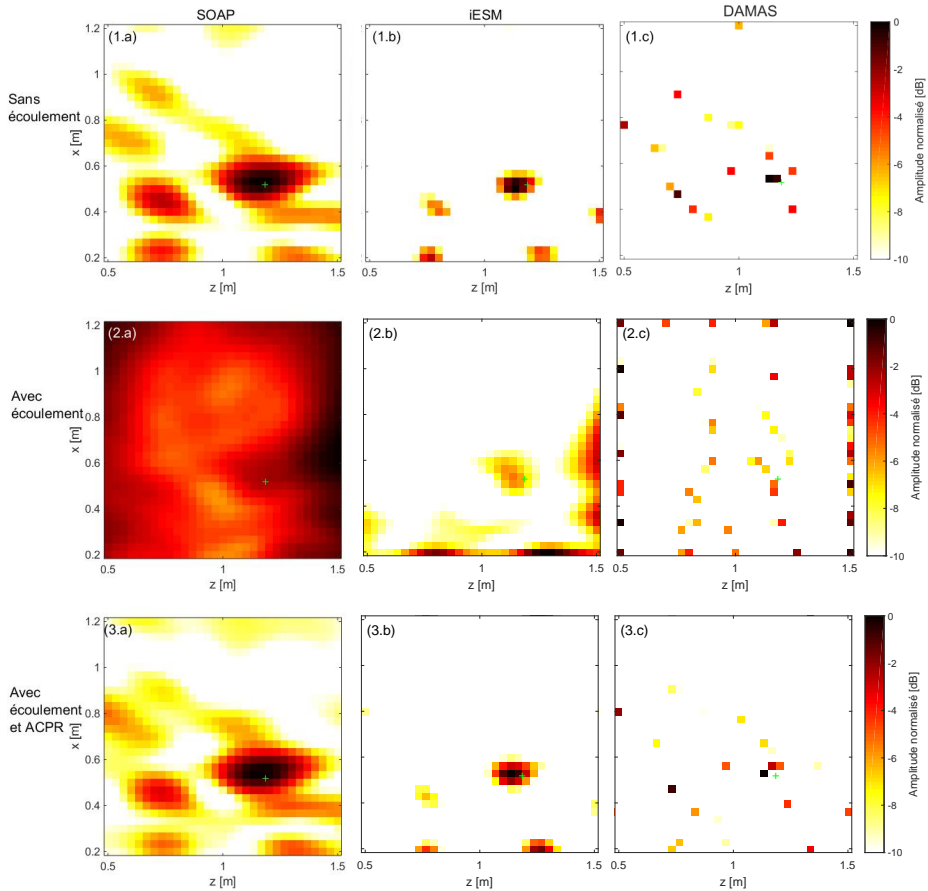 SOAP iESM DAMAS
Sans
écoulement
(1.a) (1.b) (1.c)
x [m]
1.2
1
0.8
0.6
0.4
0.2
0.5 1 1.5
z [m]
0.5 1 1.5
z [m]
0.5 1 1.5
z [m]
0
-2
-4
-6
-8
-10
Amplitude normalisé [dB]
Avec
écoulement
(2.a) (2.b) (2.c)
x [m]
1.2
1
0.8
0.6
0.4
0.2
0.5 1 1.5
z [m]
0.5 1 1.5
z [m]
0.5 1 1.5
z [m]
0
-2
-4
-6
-8
-10
Amplitude normalisé [dB]
Avec
écoulement
et ACPR
(3.a) (3.b) (3.c)
x [m]
1.2
1
0.8
0.6
0.4
0.2
0.5 1 1.5
z [m]
0.5 1 1.5
z [m]
0.5 1 1.5
z [m]
0
-2
-4
-6
-8
-10
Amplitude normalisé [dB]